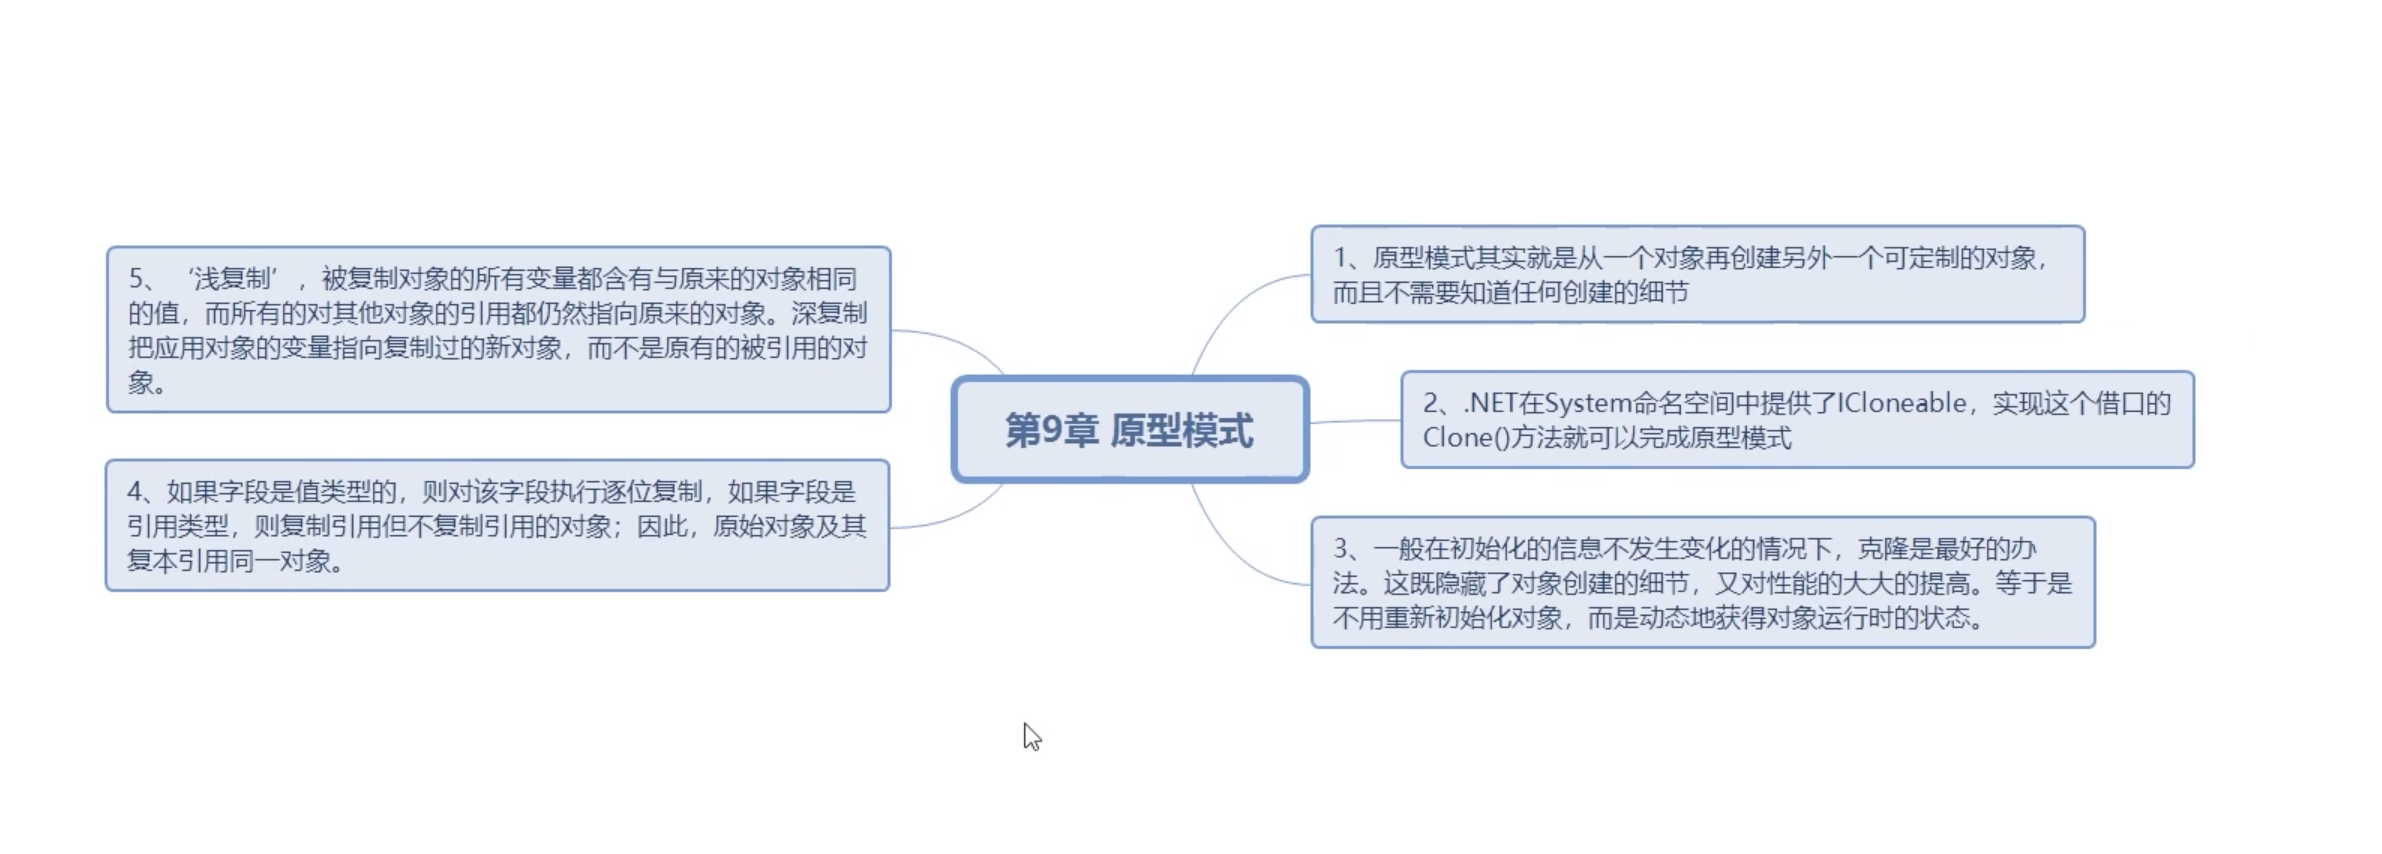 第9章 原型模式
1、原型模式其实就是从一个对象再创建另外一个可定制的对象，
而且不需要知道任何创建的细节
2、.NET在System命名空间中提供了ICloneable，实现这个借口的
Clone()方法就可以完成原型模式
3、一般在初始化的信息不发生变化的情况下，克隆是最好的办
法。这既隐藏了对象创建的细节，又对性能的大大的提高。等于是
不用重新初始化对象，而是动态地获得对象运行时的状态。
4、如果字段是值类型的，则对该字段执行逐位复制，如果字段是
引用类型，则复制引用但不复制引用的对象；因此，原始对象及其
复本引用同一对象。
5、‘浅复制’，被复制对象的所有变量都含有与原来的对象相同
的值，而所有的对其他对象的引用都仍然指向原来的对象。深复制
把应用对象的变量指向复制过的新对象，而不是原有的被引用的对
象。